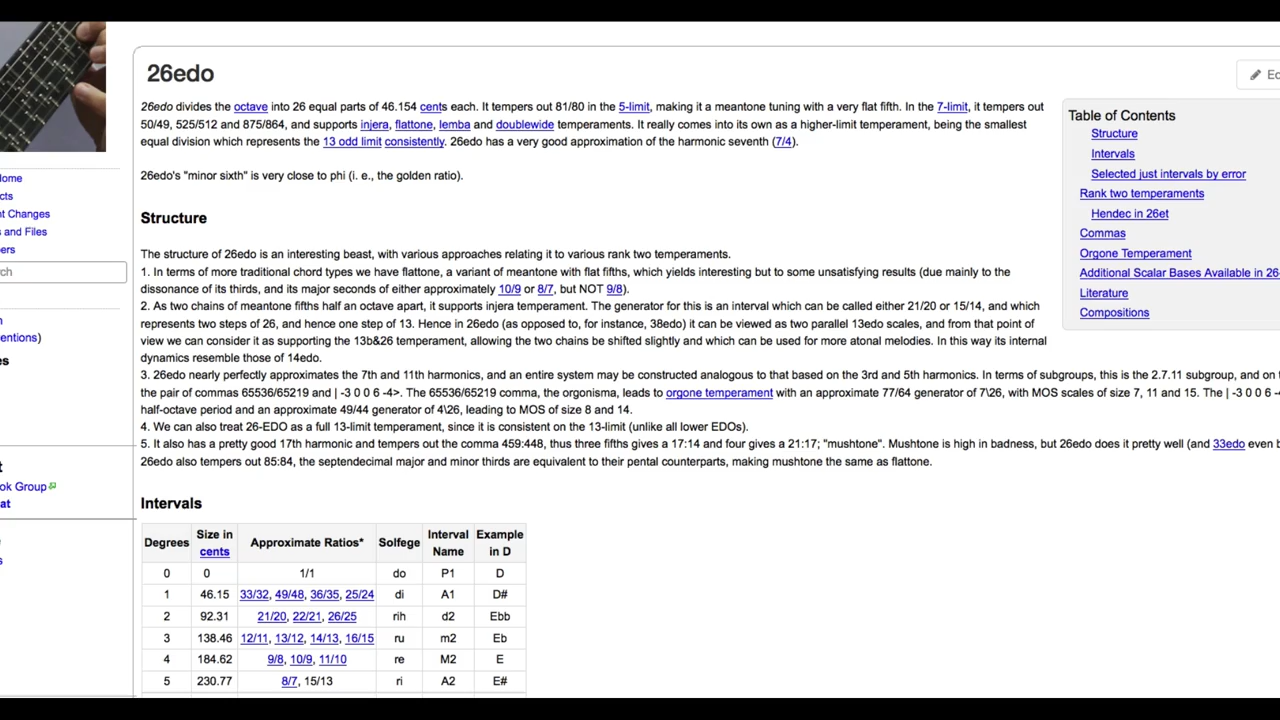 26edo
26edo divides the octave into 26 equal parts of 46.154 cents each. It tempers out 81/80 in the 5-limit, making it a meantone tuning with a very flat fifth. In the 7-limit, it tempers out
50/49, 525/512 and 875/864, and supports injera, flattone, lemba and doublewide temperaments. It really comes into its own as a higher-limit temperament, being the smallest
equal division which represents the 13 odd limit consistently. 26edo has a very good approximation of the harmonic seventh (7/4).
26edo's "minor sixth" is very close to phi (i. e., the golden ratio).
Structure
The structure of 26edo is an interesting beast, with various approaches relating it to various rank two temperaments.
1. In terms of more traditional chord types we have flattone, a variant of meantone with flat fifths, which yields interesting but to some unsatisfying results (due mainly to the
dissonance of its thirds, and its major seconds of either approximately 10/9 or 8/7, but NOT 9/8).
2. As two chains of meantone fifths half an octave apart, it supports injera temperament. The generator for this is an interval which can be called either 21/20 or 15/14, and which
represents two steps of 26, and hence one step of 13. Hence in 26edo (as opposed to, for instance, 38edo) it can be viewed as two parallel 13edo scales, and from that point of
view we can consider it as supporting the 13b&26 temperament, allowing the two chains be shifted slightly and which can be used for more atonal melodies. In this way its internal
dynamics resemble those of 14edo.
3. 26edo nearly perfectly approximates the 7th and 11th harmonics, and an entire system may be constructed analogous to that based on the 3rd and 5th harmonics. In terms of subgroups, this is the 2.7.11 subgroup, and on t
the pair of commas 65536/65219 and | -3 0 0 6 -4>. The 65536/65219 comma, the orgonisma, leads to orgone temperament with an approximate 77/64 generator of 7\26, with MOS scales of size 7, 11 and 15. The | -3 0 0 6 -4
half-octave period and an approximate 49/44 generator of 4\26, leading to MOS of size 8 and 14.
4. We can also treat 26-EDO as a full 13-limit temperament, since it is consistent on the 13-limit (unlike all lower EDOs).
5. It also has a pretty good 17th harmonic and tempers out the comma 459:448, thus three fifths gives a 17:14 and four gives a 21:17; "mushtone". Mushtone is high in badness, but 26edo does it pretty well (and 33edo even b
26edo also tempers out 85:84, the septendecimal major and minor thirds are equivalent to their pental counterparts, making mushtone the same as flattone.
Intervals
Degrees Size in cents Approximate Ratios* Solfege Interval Name Example in D
0 0 1/1 do P1 D
1 46.15 33/32, 49/48, 36/35, 25/24 di A1 D#
2 92.31 21/20, 22/21, 26/25 rih d2 Ebb
3 138.46 12/11, 13/12, 14/13, 16/15 ru m2 Eb
4 184.62 9/8, 10/9, 11/10 re M2 E
5 230.77 8/7, 15/13 ri A2 E#
Table of Contents
Structure
Intervals
Selected just intervals by error
Rank two temperaments
Hendec in 26et
Commas
Orgone Temperament
Additional Scalar Bases Available in 26-
Literature
Compositions
Ed
ome
cts
nt Changes
s and Files
ers
rch
n
entions)
es
t
ok Group
at
s